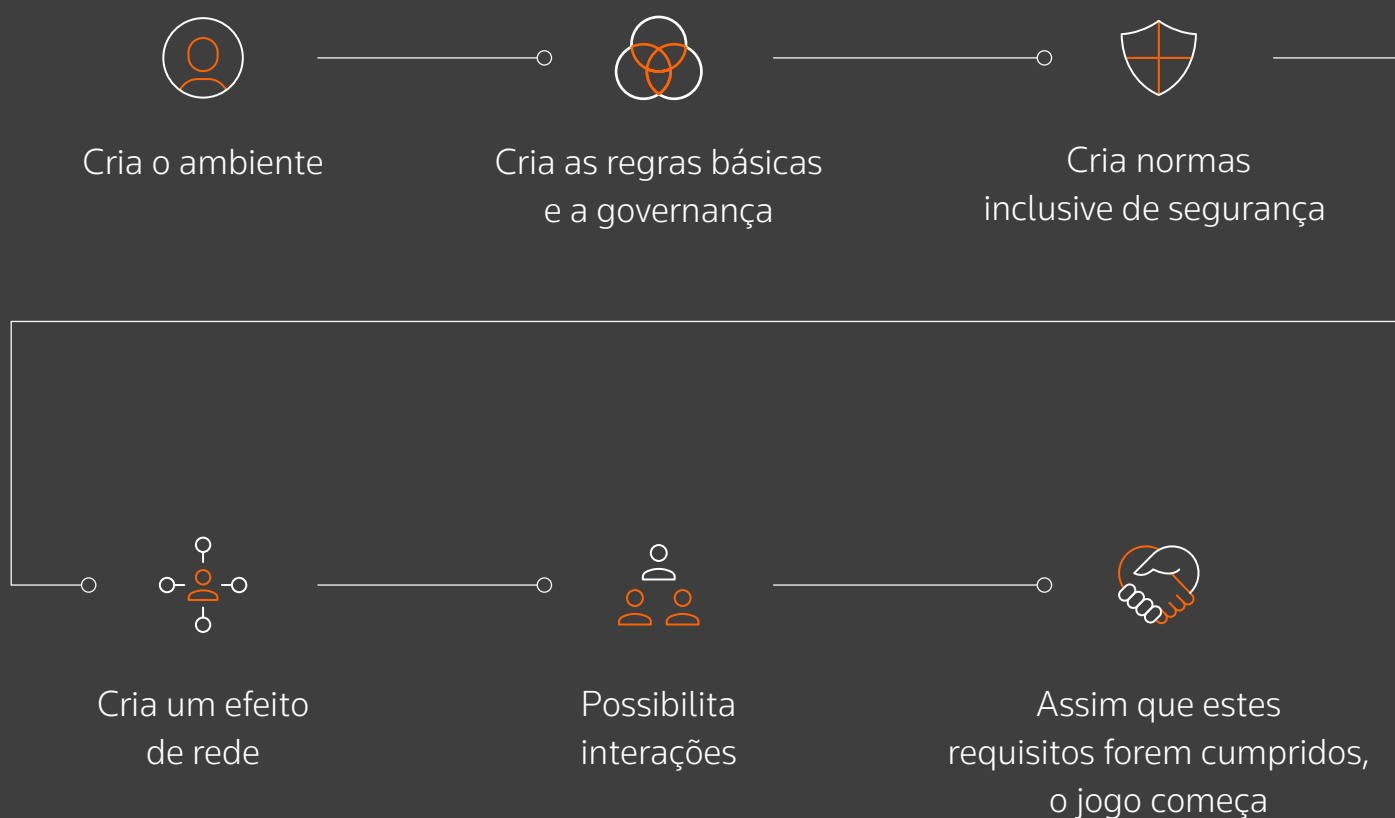 Cria o ambiente
Cria as regras básicas
e a governança
Cria normas
inclusive de segurança
Cria um efeito
de rede
Possibilita
interações
Assim que estes
requisitos forem cumpridos,
o jogo começa